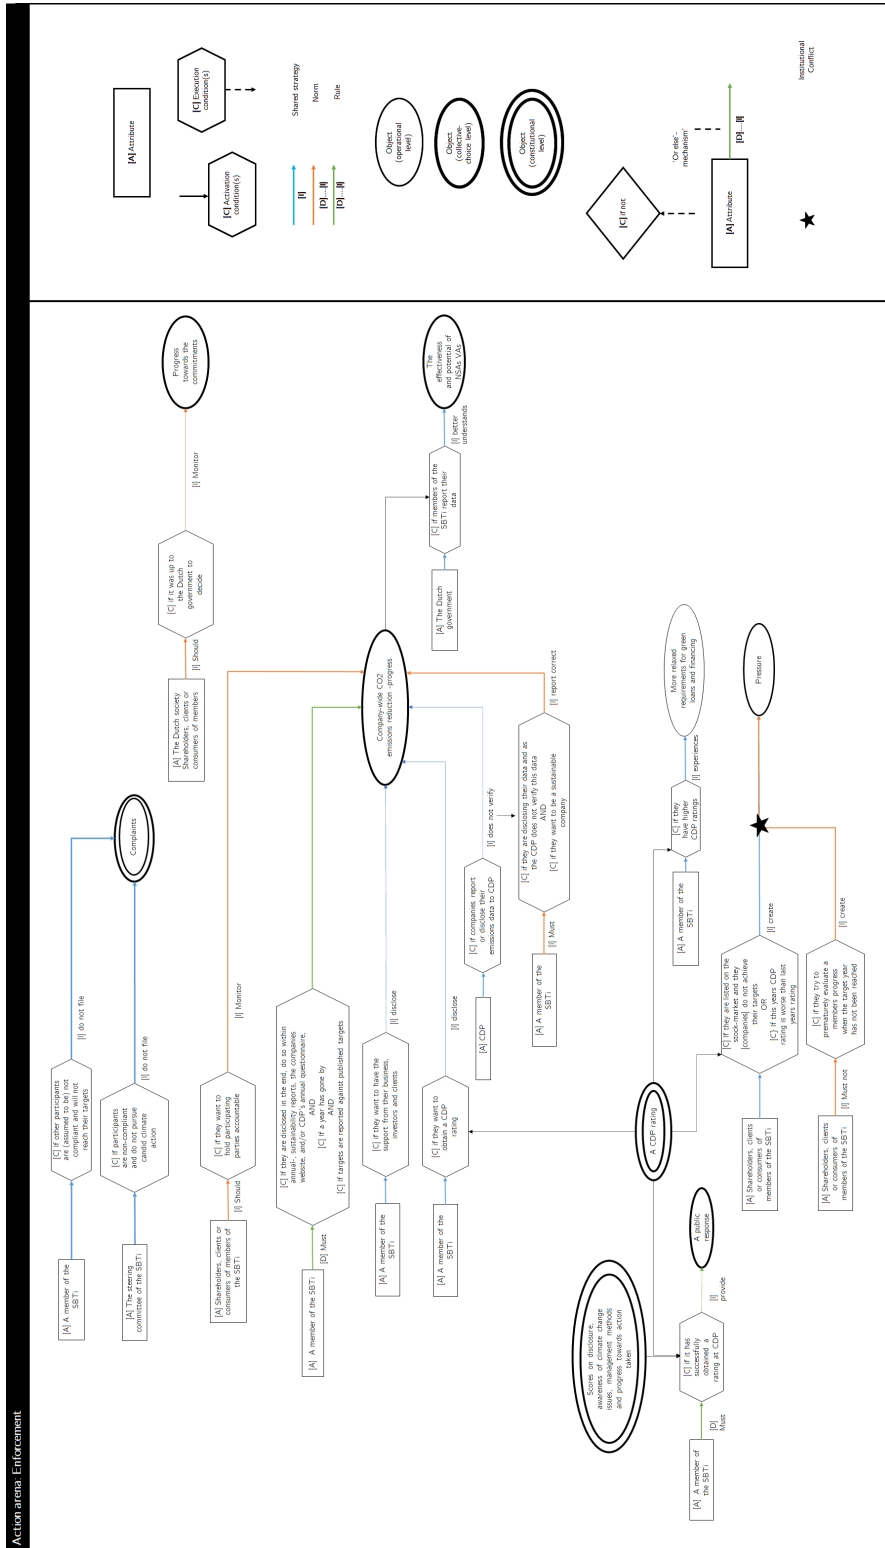 Action arena: Enforcement
[A] A member of the
SBTi
[C] If other participants
are (assumed to be) not
compliant and will not
reach their targets
[I] do not file
[A] The steering
committee of the SBTi
[C] If participants
are non-compliant
and do not pursue
candid climate
action
[I] do not file
Complaints
[A] The Dutch society
Shareholders, clients or
consumers of members
[I] Should
[C] if it was up to
the Dutch
government to
decide
[I] Monitor
Progress
towards the
commitments
[A] Shareholders, clients or
consumers of members of
the SBTi
[I] Should
[C] if they want to
hold participating
parties accountable
[I] Monitor
[A] A member of the SBTi
[D] Must
[C] If they are disclosed in the end, do so within
annual-, sustainability reports, the companies
website, and/or CDP's annual questionnaire,
AND
[C] if a year has gone by
AND
[C] If targets are reported against published targets
[A] A member of the
SBTi
[C] if they want to have the
support from their business,
investors and clients
[I] disclose
[A] A member of the
SBTi
[C] if they want to
obtain a CDP
rating
[I] disclose
Company-wide CO2
emissions reduction -progress
[A] The Dutch
government
[C] if members of the
SBTi report their
data
[I] better
understands
The
effectiveness
and potential of
NSAs VAs
[A] CDP
[C] if companies report
or disclose their
emissions data to CDP
[I] does not verify
[A] A member of the
SBTi
[I] Must
[C] if they are disclosing their data and as
the CDP does not verify this data
AND
[C] if they want to be a sustainable
company
[I] report correct
Scores on disclosure,
awareness of climate change
issues, management methods
and progress towards action
taken
A CDP rating
[A] A member of
the SBTi
[D]
Must
[C] if it has
successfully
obtained a
rating at CDP
[I]
provide
A public
response
[A] A member of the
SBTi
[C] if they
have higher
CDP ratings
[I] experiences
More relaxed
requirements for green
loans and financing
[A] Shareholders, clients
or consumers of
members of the SBTi
[C] if they are listed on the
stock-market and they
[companies] do not achieve
their targets
OR
[C} If this years CDP
rating is worse than last
years rating
[I] create
[A] Shareholders, clients
or consumers of
members of the SBTi
[I] Must not
[C] if they try to
prematurely evaluate a
members progress
when the target year
has not been reached
[I] create
Pressure
[A] Attribute
[C] Activation
condition(s)
[C] Execution
condition(s)
[I]
Shared strategy
[D]....[I]
Norm
[D]....[I]
Rule
Object
(operational
level)
Object
(collective-
choice level)
Object
(constitutional
level)
[C] if not
[A] Attribute
'Or else'-
mechanism'
[D]....[I]
Institutional
Conflict